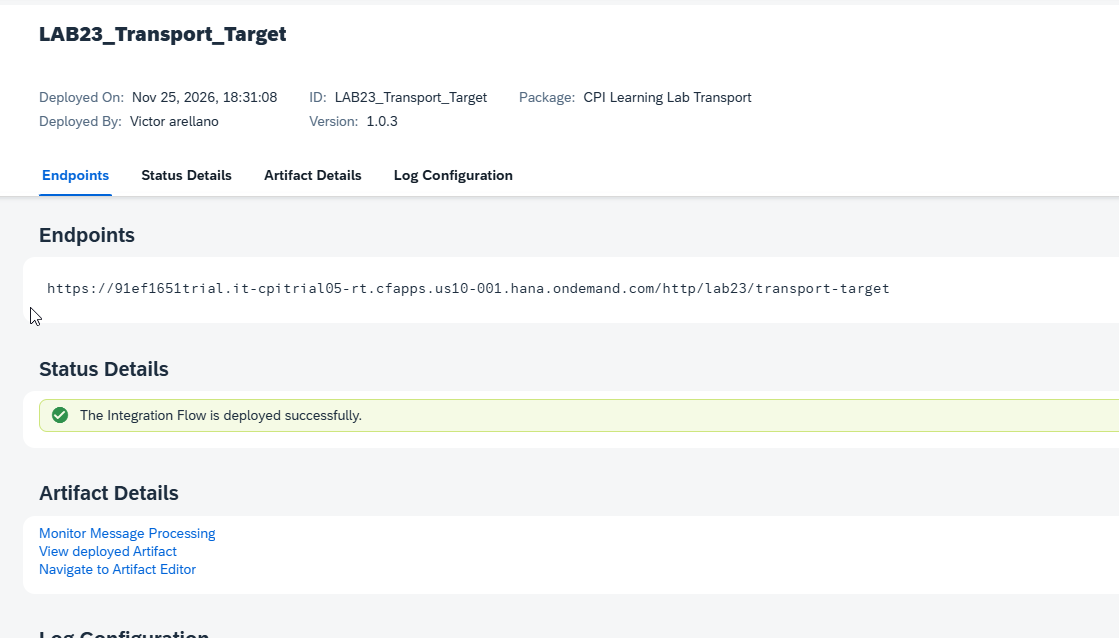 LAB23_Transport_Target
Deployed On: Nov 25, 2026, 18:31:08 ID: LAB23_Transport_Target Package: CPI Learning Lab Transport
Deployed By: Victor arellano Version: 1.0.3
Endpoints Status Details Artifact Details Log Configuration
Endpoints
https://91ef1651trial.it-cpitrial05-rt.cfapps.us10-001.hana.ondemand.com/http/lab23/transport-target
Status Details
The Integration Flow is deployed successfully.
Artifact Details
Monitor Message Processing
View deployed Artifact
Navigate to Artifact Editor
Log Configuration